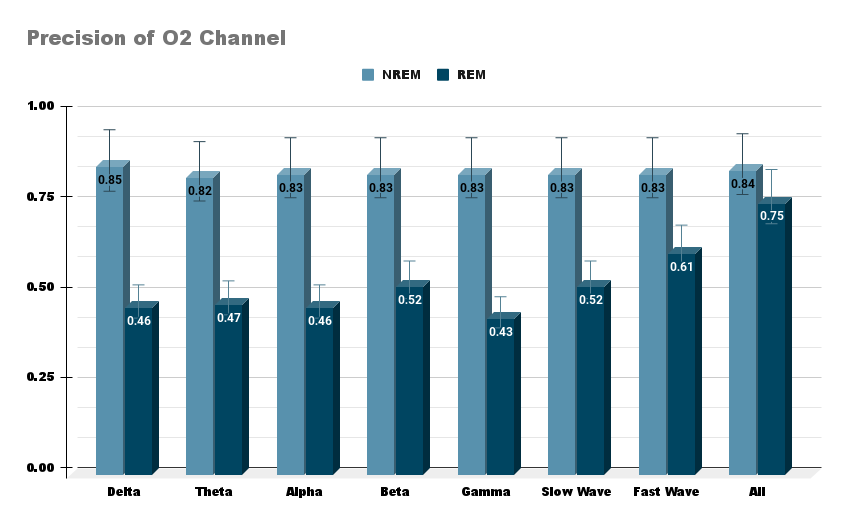 Precision of O2 Channel
NREM REM
1.00
0.75
0.50
0.25
0.00
0.85 0.46 0.82 0.47 0.83 0.46 0.83 0.52 0.83 0.43 0.83 0.52 0.83 0.61 0.84 0.75
Delta Theta Alpha Beta Gamma Slow Wave Fast Wave All